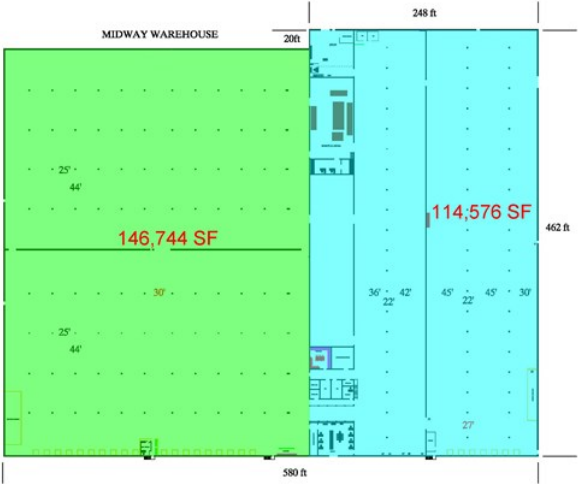 248 ft
MIDWAY WAREHOUSE
20ft
25'
44'
146,744 SF
114,576 SF
462 ft
30'
36'
42'
45'
45'
30'
22'
22'
25'
44'
27'
580 ft